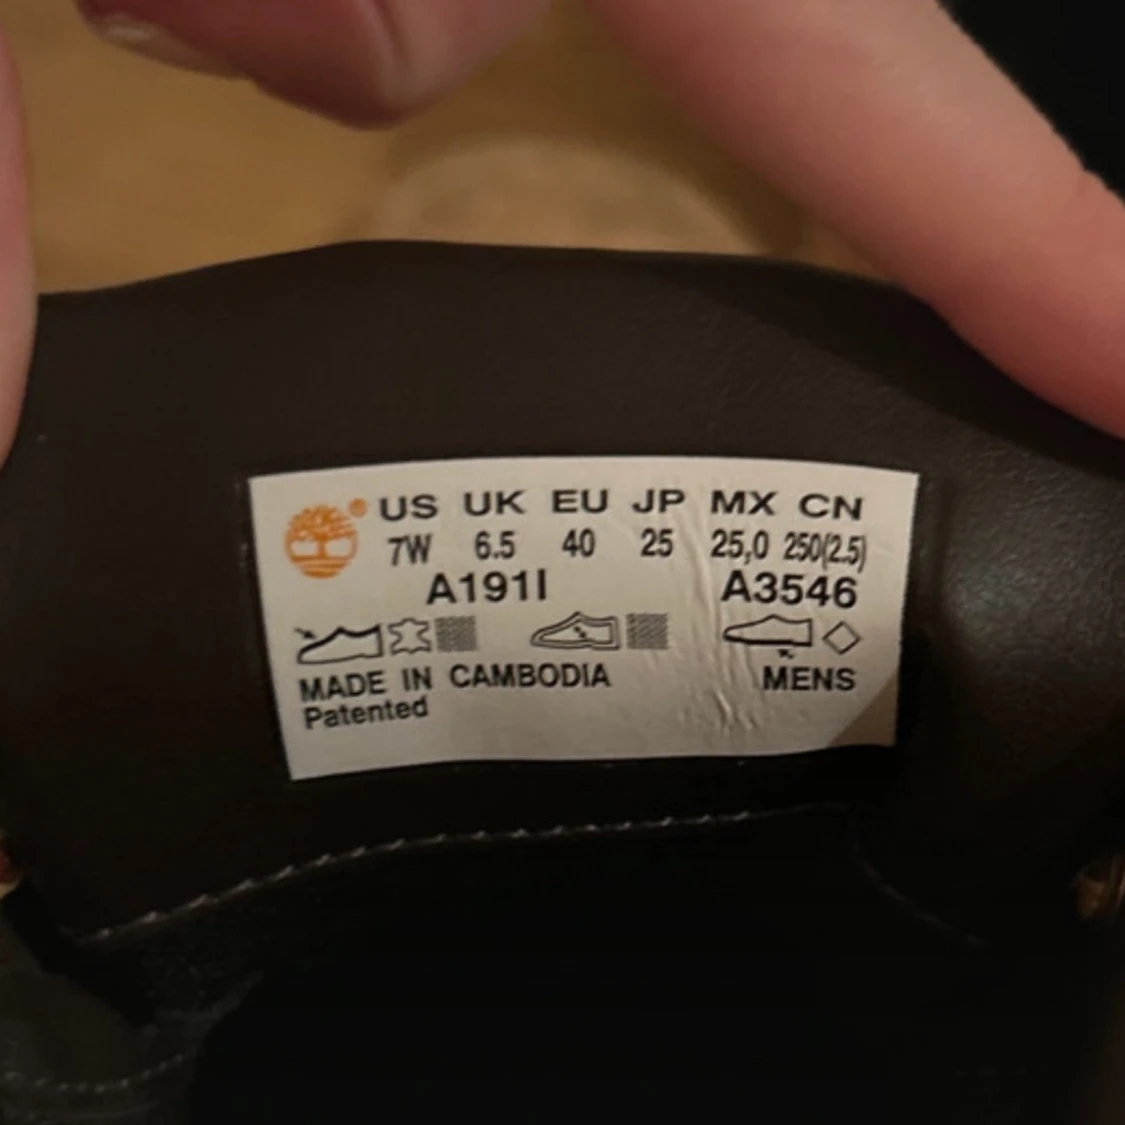 ® US UK EU JP MX CN
7W 6.5 40 25 25,0 250(2.5)
A191I A3546
MADE IN CAMBODIA MENS
Patented